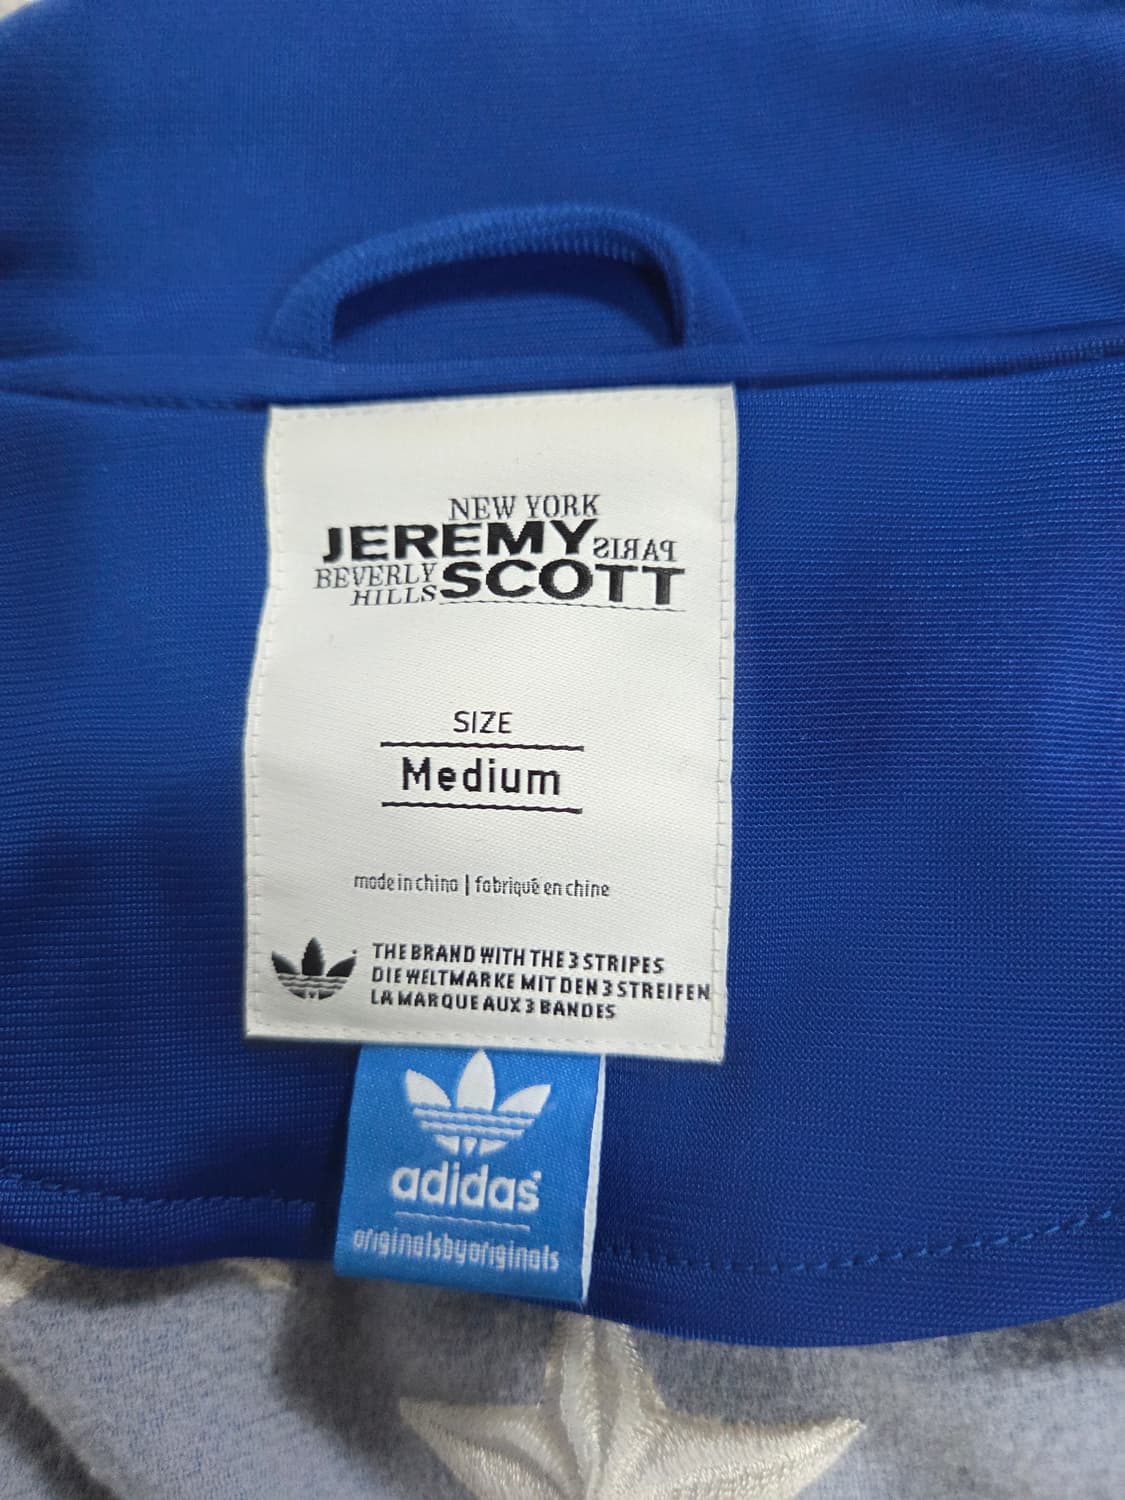 NEW YORK
JEREMY PARIS
BEVERLY HILLS SCOTT
SIZE
Medium
made in china | fabriqué en chine
THE BRAND WITH THE 3 STRIPES
DIE WELTMARKE MIT DEN 3 STREIFEN
LA MARQUE AUX 3 BANDES
adidas
originalsbyoriginals